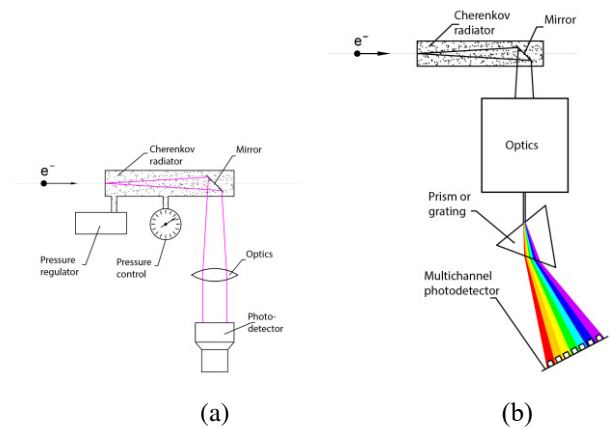 e⁻
Cherenkov
radiator
Mirror
Pressure
regulator
Pressure
control
Optics
Photo-
detector
(a)
e⁻
Cherenkov
radiator
Mirror
Optics
Prism or
grating
Multichannel
photodetector
(b)